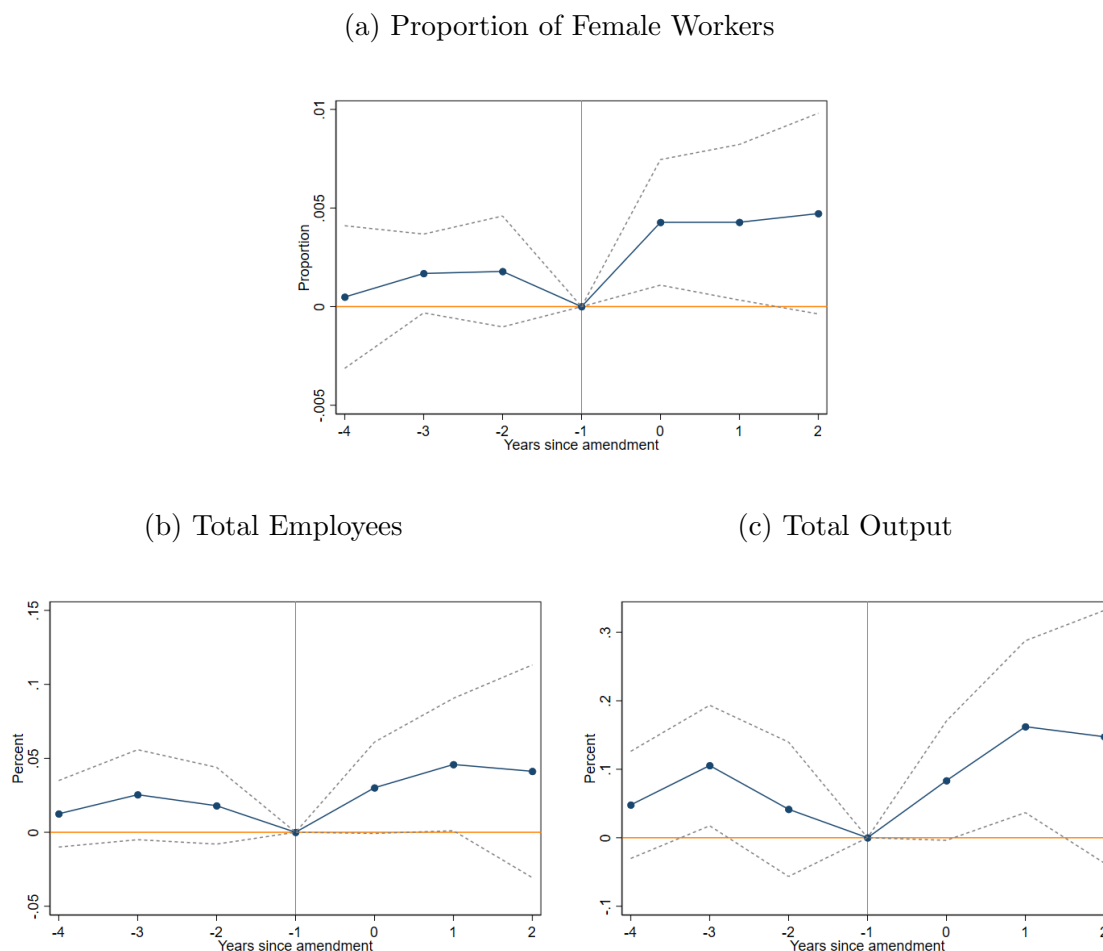 (a) Proportion of Female Workers
Proportion
.01
.005
0
-.005
-4 -3 -2 -1 0 1 2
Years since amendment
(b) Total Employees
Percent
.15
.1
.05
0
-.05
-4 -3 -2 -1 0 1 2
Years since amendment
(c) Total Output
Percent
.3
.2
.1
0
-.1
-4 -3 -2 -1 0 1 2
Years since amendment